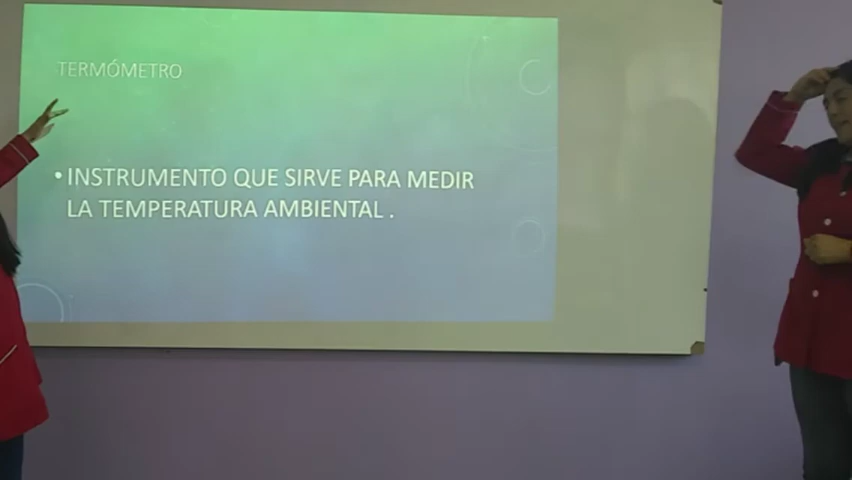 TERMÓMETRO
• INSTRUMENTO QUE SIRVE PARA MEDIR
LA TEMPERATURA AMBIENTAL .